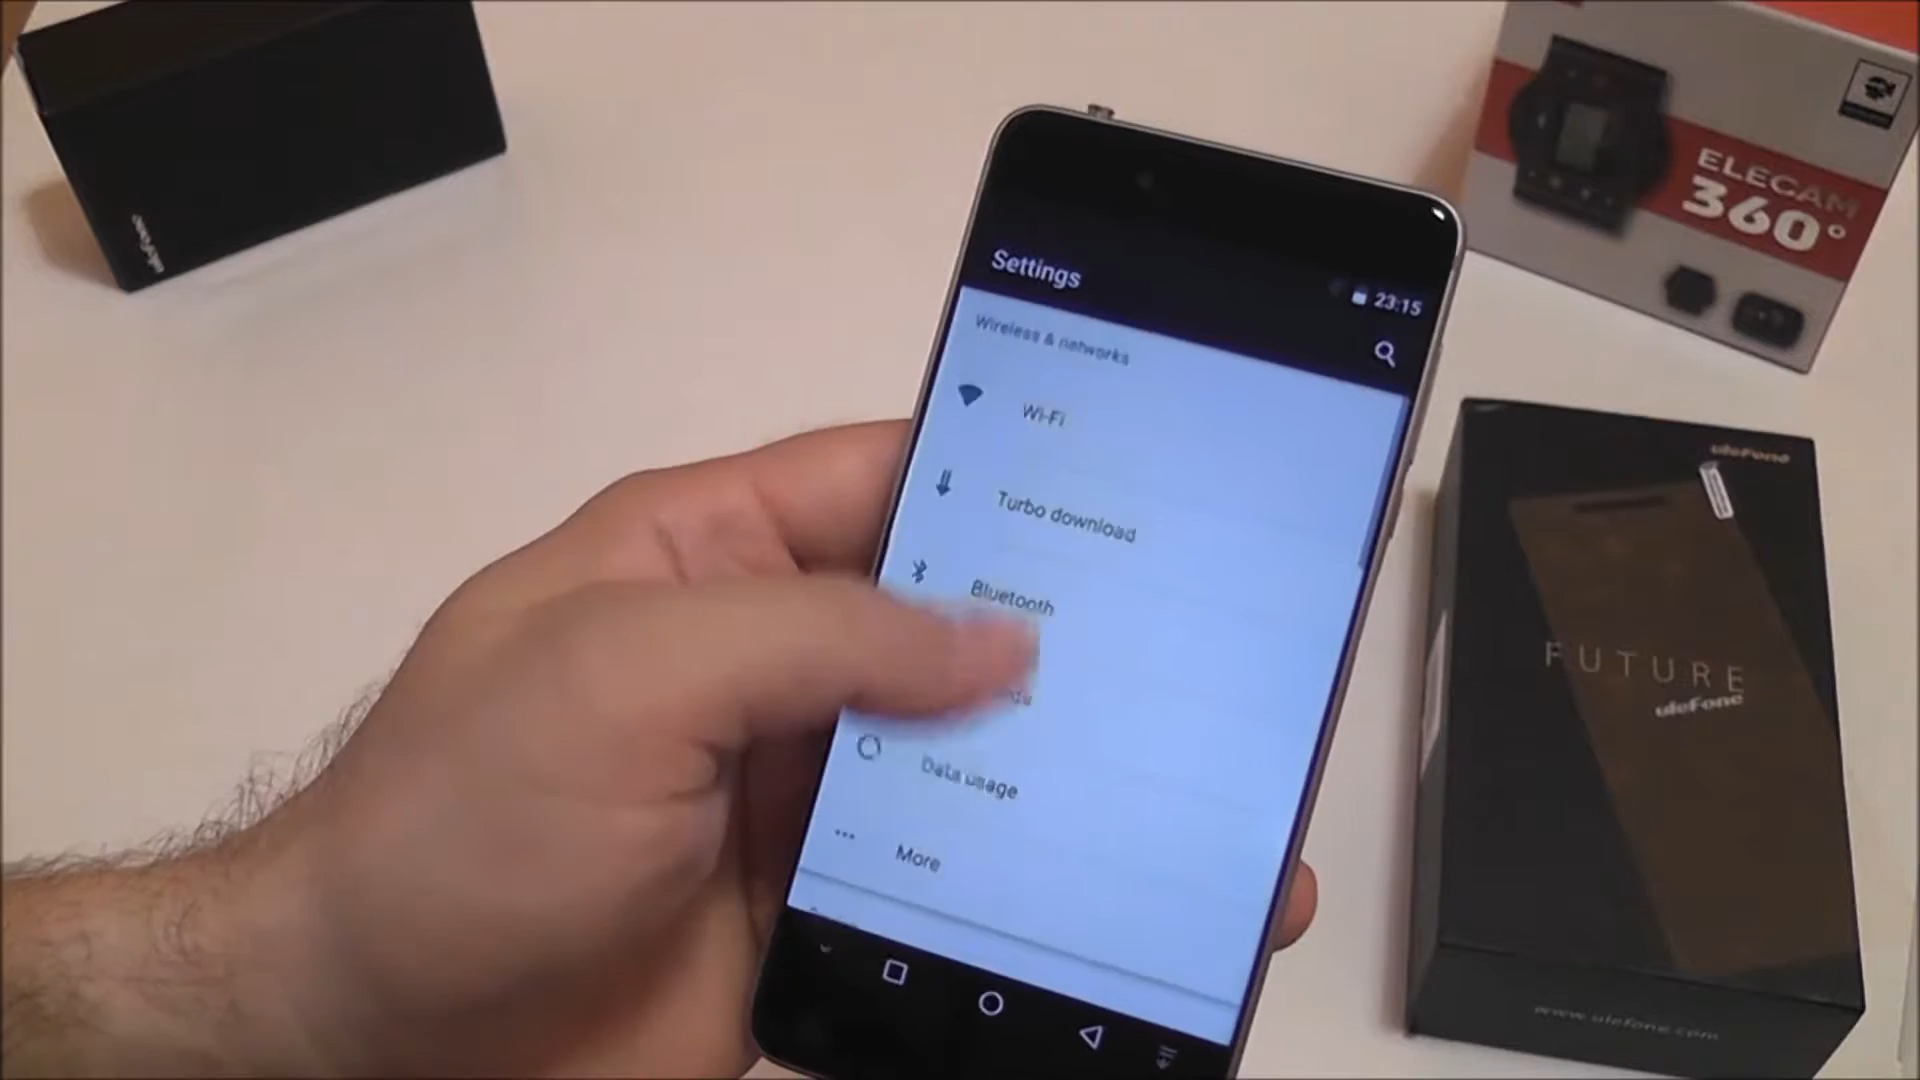 uleFone
ELECAM
360°
Settings
23:15
Wireless & networks
Wi-Fi
Turbo download
Bluetooth
Data usage
More
uleFone
FUTURE
uleFone
www.ulefone.com